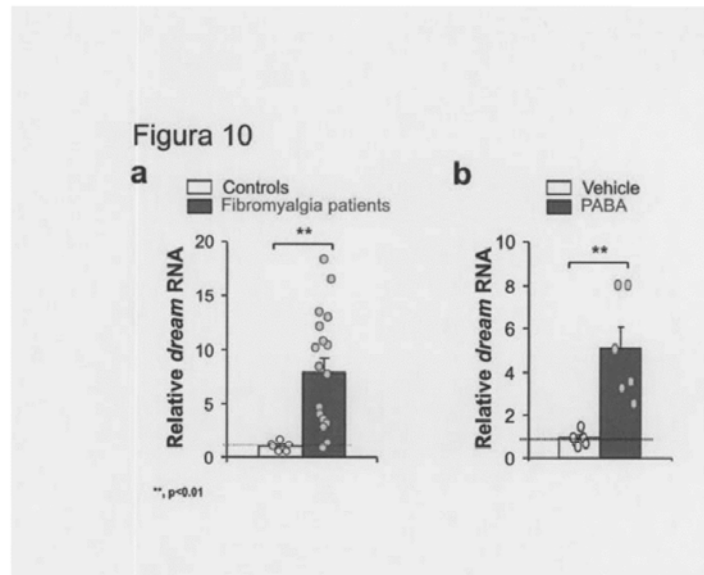 Figura 10
a
Controls
Fibromyalgia patients
**
Relative dream RNA
20
15
10
5
0
**, p<0.01
b
Vehicle
PABA
**
Relative dream RNA
10
8
6
4
2
0